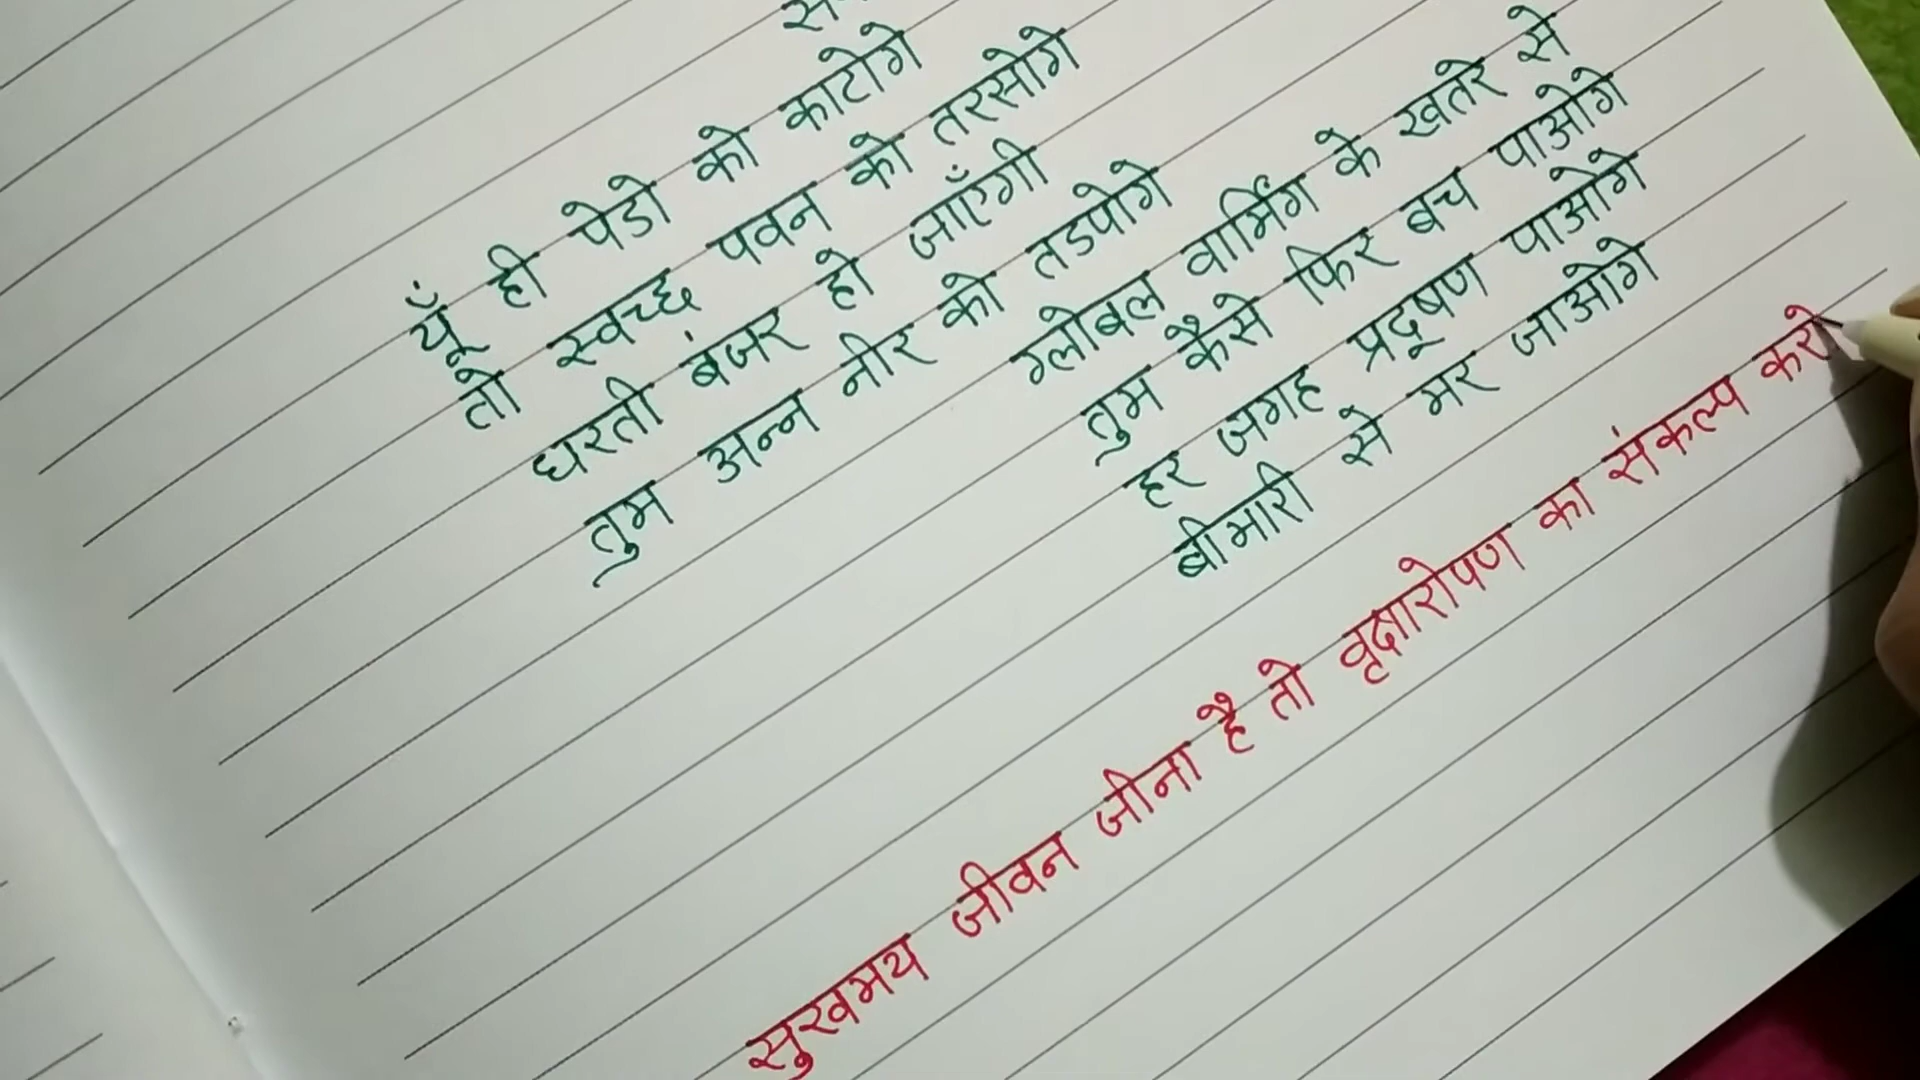 यूँ ही पेडो को काटोगे
तो स्वच्छ पवन को तरसोगे
धरती बंजर हो जाएँगी
तुम अन्न नीर को तडपोगे
ग्लोबल वार्मिंग के खतरे से
तुम कैसे फिर बच पाओगे
हर जगह प्रदूषण पाओगे
बीमारी से मर जाओगे
सुखमय जीवन जीना है तो वृक्षारोपण का संकल्प करो